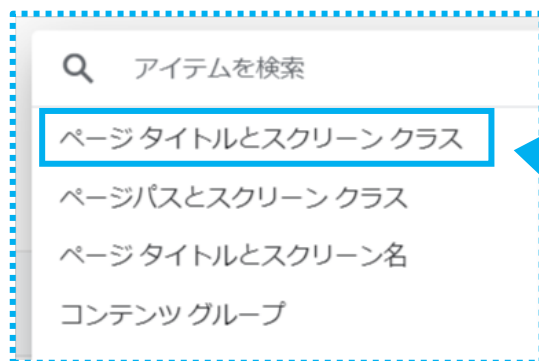 アイテムを検索
ページ タイトルとスクリーン クラス
ページパスとスクリーン クラス
ページ タイトルとスクリーン名
コンテンツ グループ